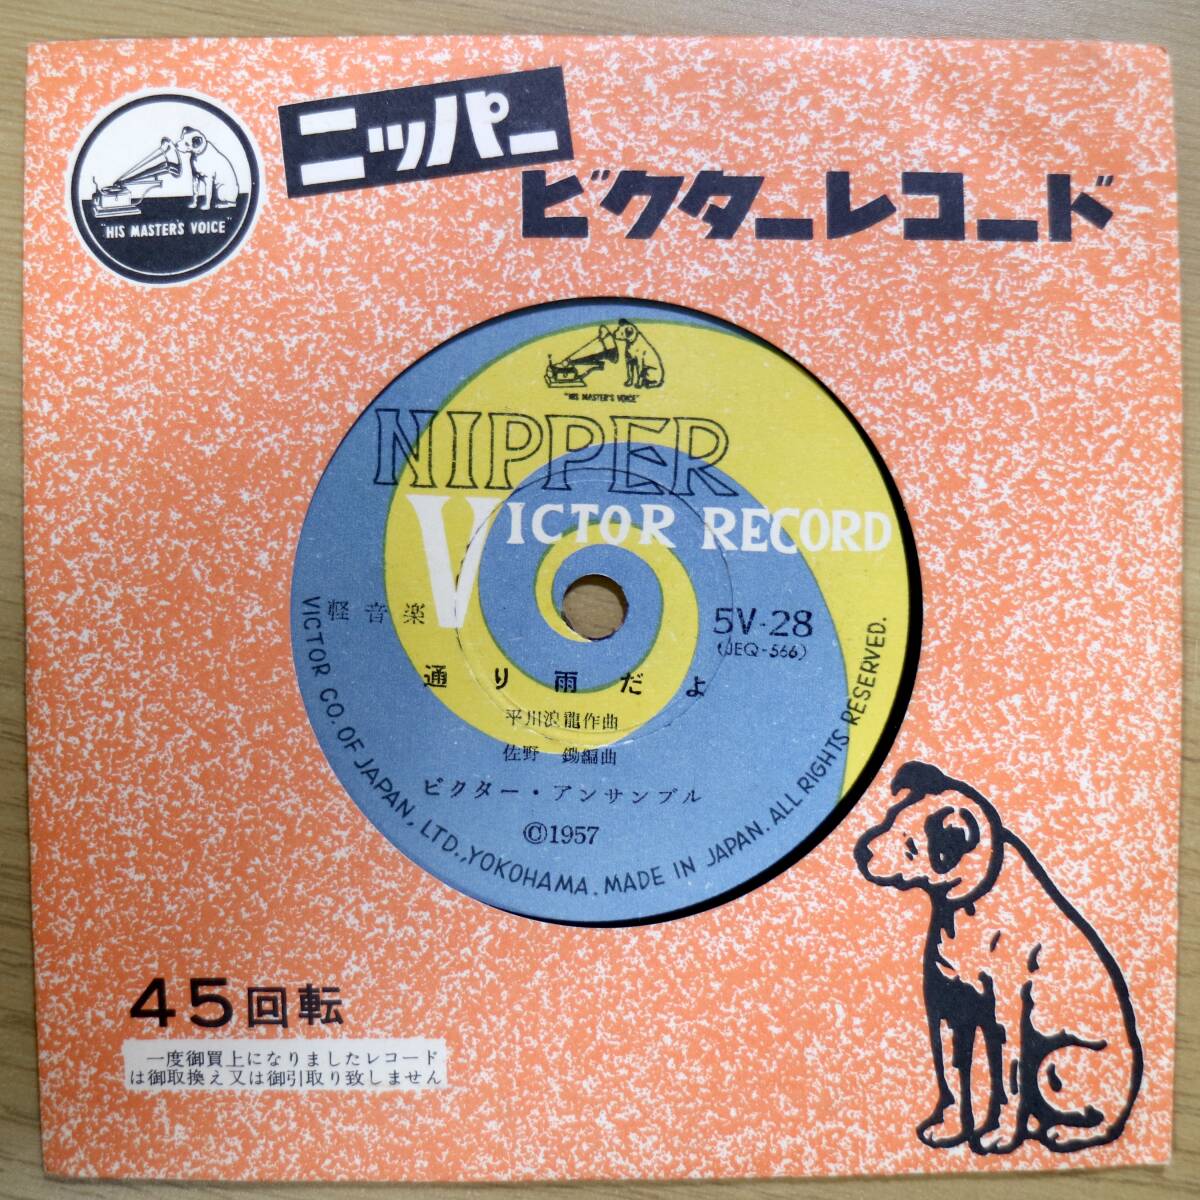 "HIS MASTER'S VOICE"
ニッパー
ビクターレコード
"HIS MASTER'S VOICE"
NIPPER
VICTOR RECORD
軽音楽
5V-28
(JEQ-566)
通り雨だよ
平川浪龍作曲
佐野 鋤編曲
ビクター・アンサンブル
©1957
VICTOR CO. OF JAPAN, LTD., YOKOHAMA. MADE IN JAPAN. ALL RIGHTS RESERVED.
45回転
一度御買上になりましたレコード
は御取換え又は御引取り致しません